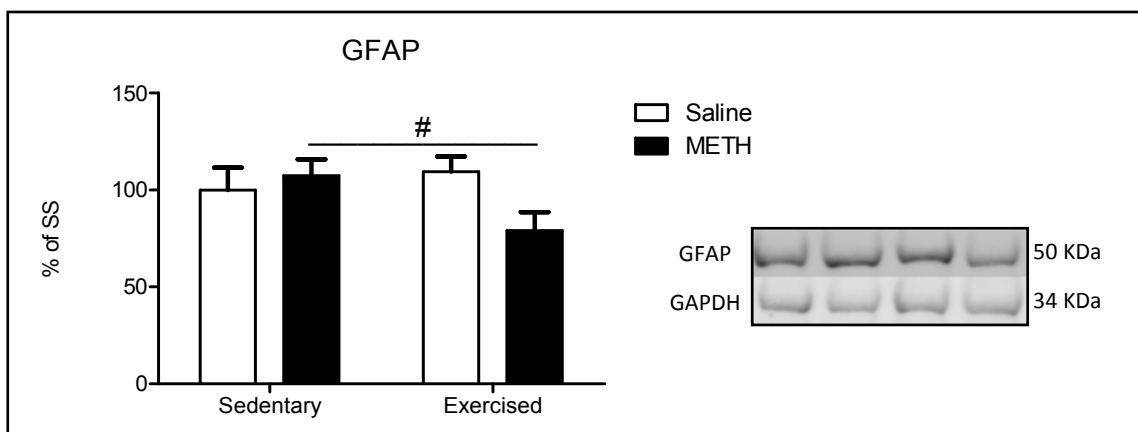 GFAP
150
100
50
0
% of SS
#
Sedentary
Exercised
Saline
METH
GFAP
50 KDa
GAPDH
34 KDa